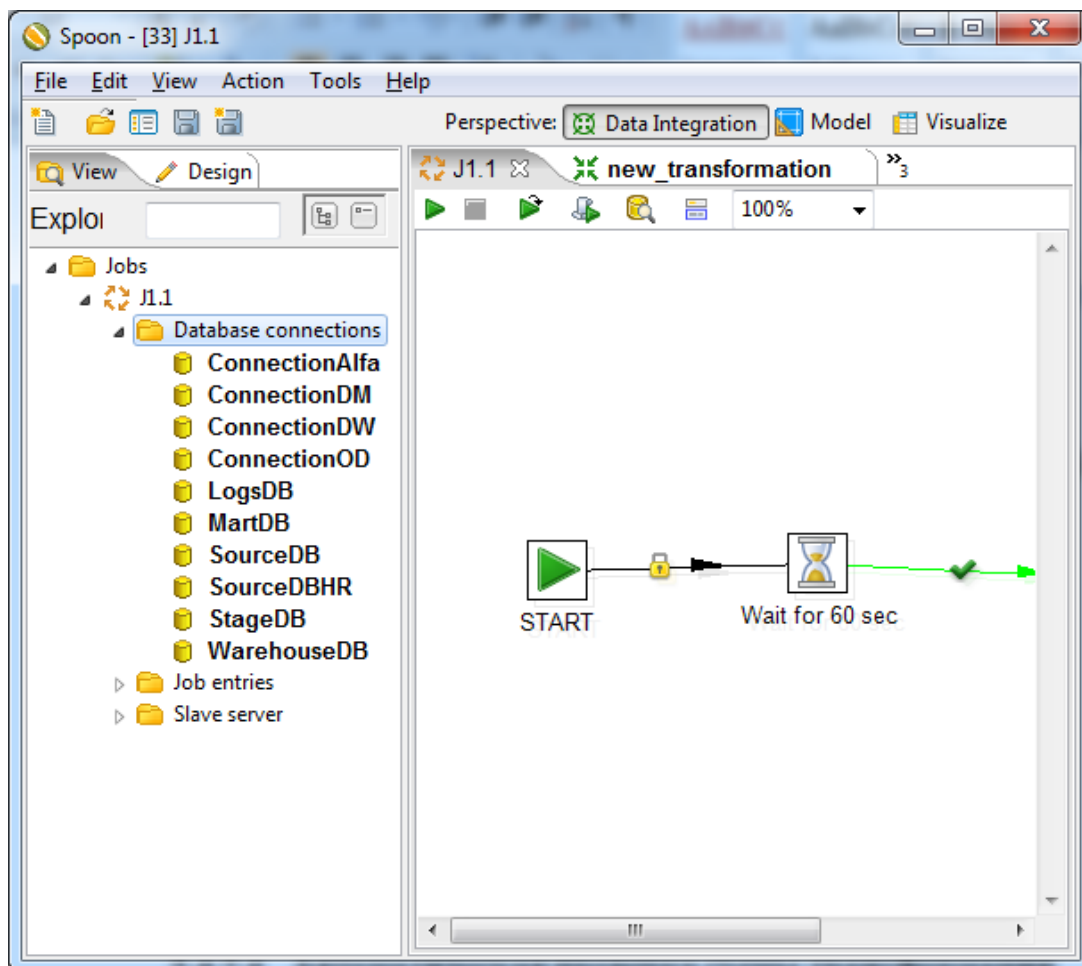 Spoon - [33] J1.1
File Edit View Action Tools Help
Perspective: Data Integration Model Visualize
View Design
J1.1 new_transformation »3
Explor
100%
Jobs
J1.1
Database connections
ConnectionAlfa
ConnectionDM
ConnectionDW
ConnectionOD
LogsDB
MartDB
SourceDB
SourceDBHR
StageDB
WarehouseDB
Job entries
Slave server
START
Wait for 60 sec